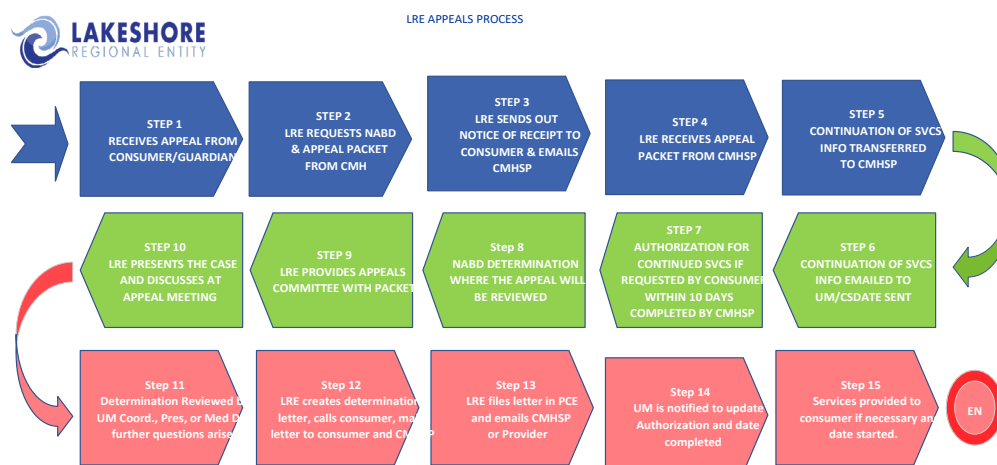 LRE APPEALS PROCESS
LAKESHORE
REGIONAL ENTITY
STEP 1
RECEIVES APPEAL FROM
CONSUMER/GUARDIAN
STEP 2
LRE REQUESTS NABD
& APPEAL PACKET
FROM CMH
STEP 3
LRE SENDS OUT
NOTICE OF RECEIPT TO
CONSUMER & EMAILS
CMHSP
STEP 4
LRE RECEIVES APPEAL
PACKET FROM CMHSP
STEP 5
CONTINUATION OF SVCS
INFO TRANSFERRED
TO CMHSP
STEP 6
CONTINUATION OF SVCS
INFO EMAILED TO
UM/CSDATE SENT
STEP 7
AUTHORIZATION FOR
CONTINUED SVCS IF
REQUESTED BY CONSUMER
WITHIN 10 DAYS
COMPLETED BY CMHSP
Step 8
NABD DETERMINATION
WHERE THE APPEAL WILL
BE REVIEWED
STEP 9
LRE PROVIDES APPEALS
COMMITTEE WITH PACKET
STEP 10
LRE PRESENTS THE CASE
AND DISCUSSES AT
APPEAL MEETING
Step 11
Determination Reviewed
UM Coord., Pres, or Med
further questions arise
Step 12
LRE creates determination
letter, calls consumer,
letter to consumer and
Step 13
LRE files letter in PCE
and emails CMHSP
or Provider
Step 14
UM is notified to update
Authorization and date
completed
Step 15
Services provided to
consumer if necessary
date started.
EN